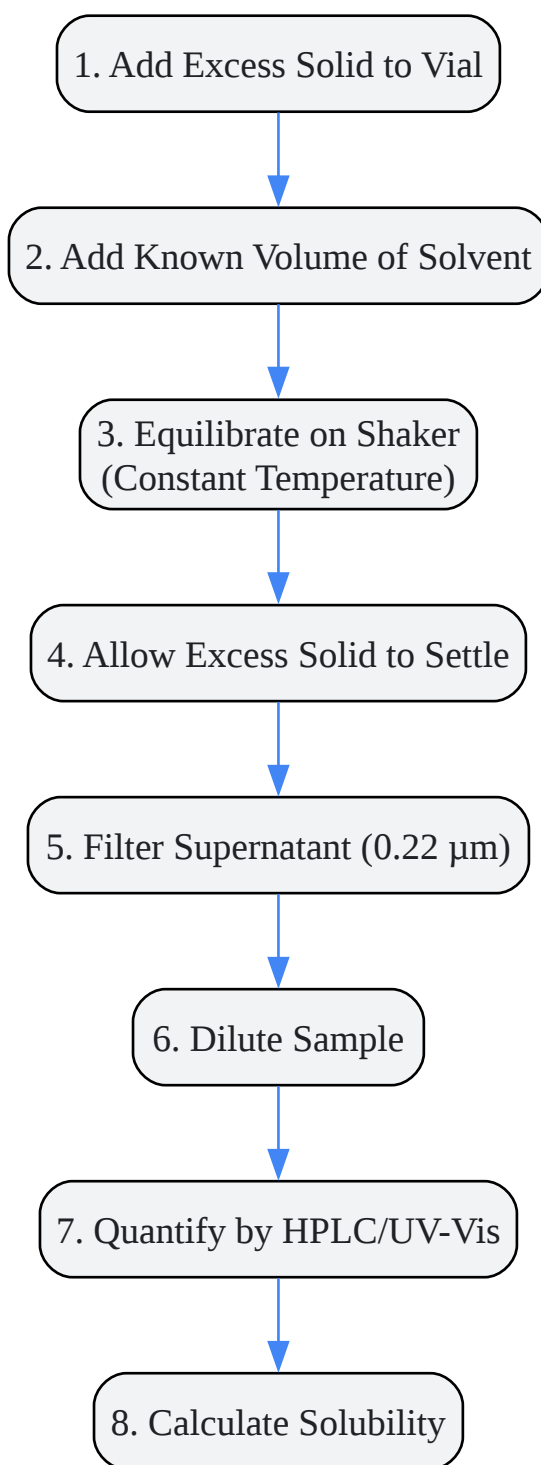 1. Add Excess Solid to Vial
2. Add Known Volume of Solvent
3. Equilibrate on Shaker
(Constant Temperature)
4. Allow Excess Solid to Settle
5. Filter Supernatant (0.22 µm)
6. Dilute Sample
7. Quantify by HPLC/UV-Vis
8. Calculate Solubility